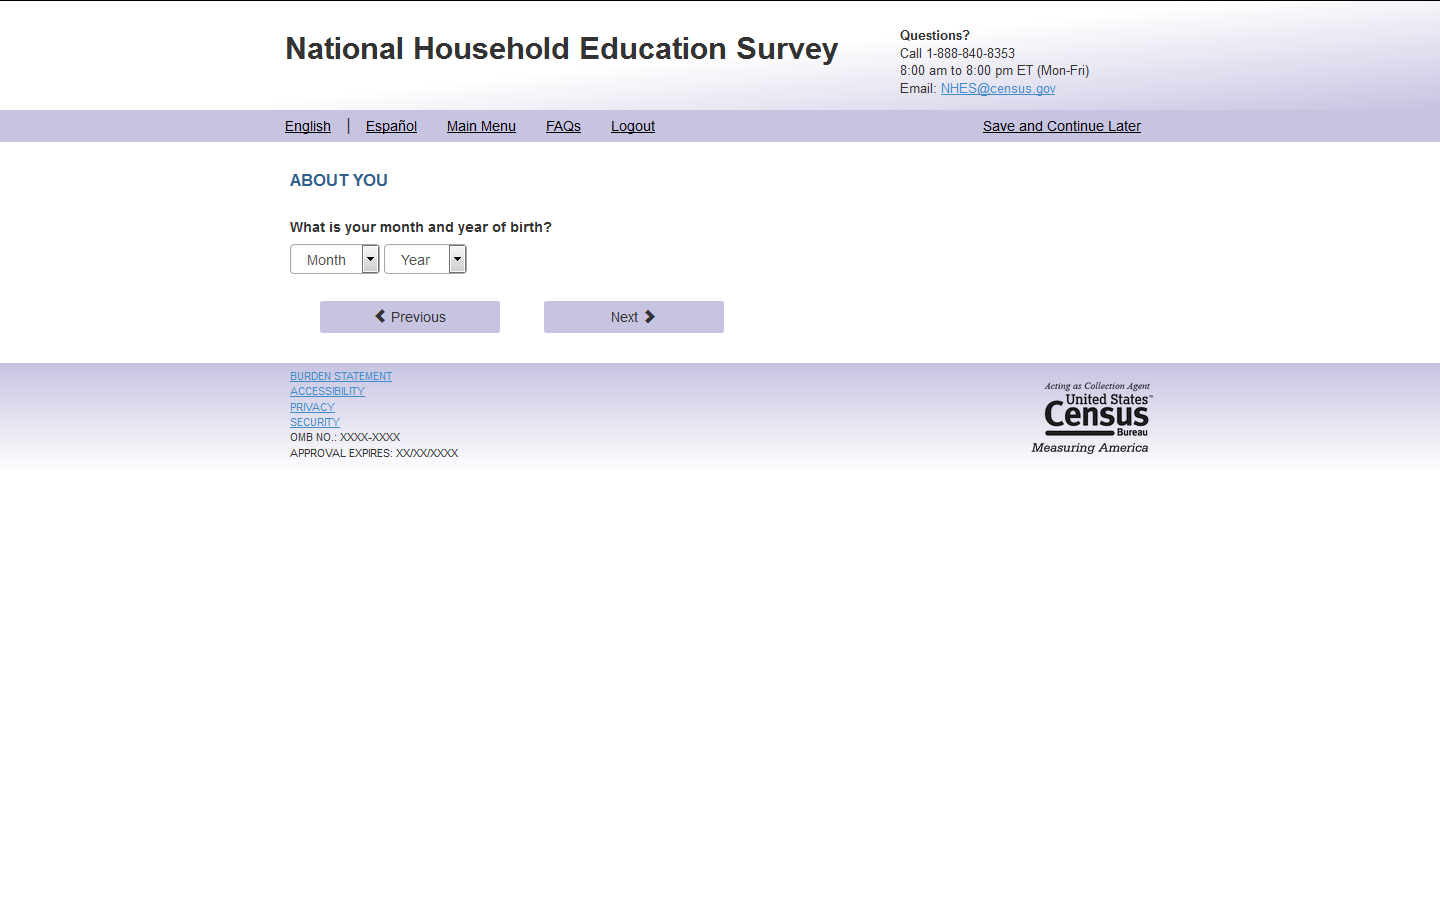 National Household Education Survey
Questions?
Call 1-888-840-8353
8:00 am to 8:00 pm ET (Mon-Fri)
Email: NHES@census.gov
English | Español Main Menu FAQs Logout Save and Continue Later
ABOUT YOU
What is your month and year of birth?
Month Year
Previous Next
BURDEN STATEMENT
ACCESSIBILITY
PRIVACY
SECURITY
OMB NO.: XXXX-XXXX
APPROVAL EXPIRES: XX/XX/XXXX
Acting as Collection Agent
United States™
Census
Bureau
Measuring America